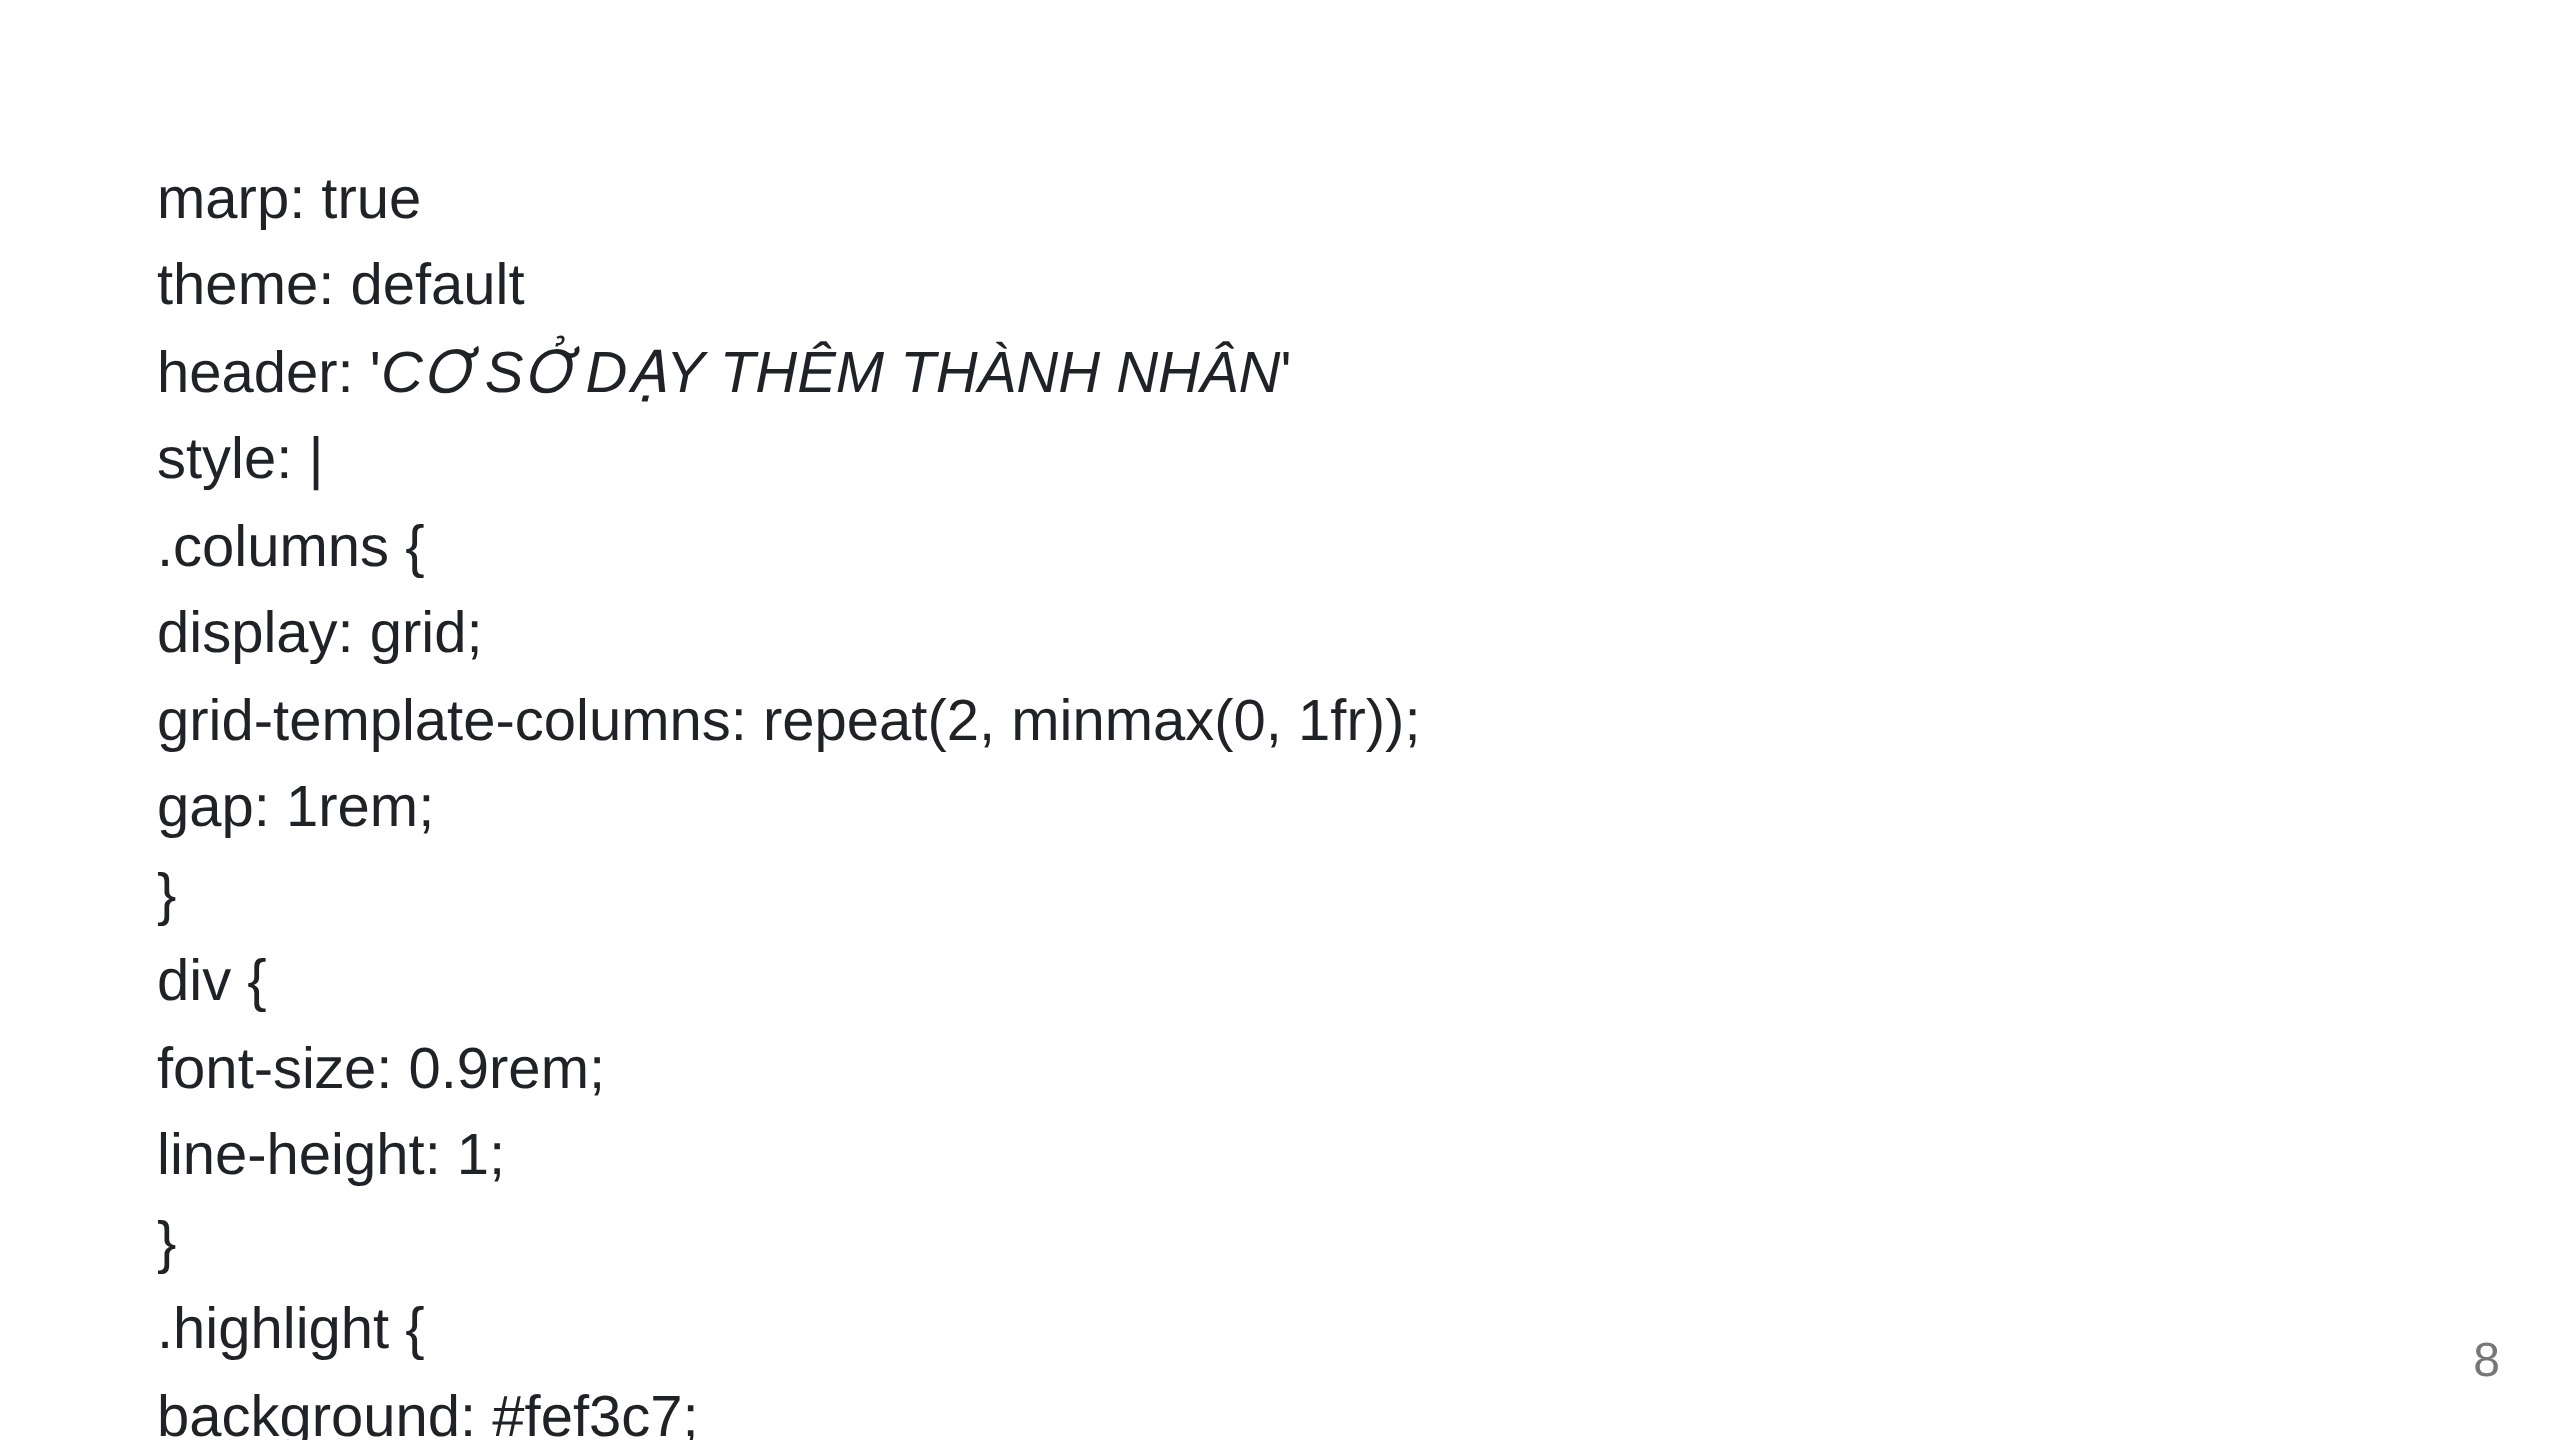 marp: true
theme: default
header: 'CƠ SỞ DẠY THÊM THÀNH NHÂN'
style: |
.columns {
display: grid;
grid-template-columns: repeat(2, minmax(0, 1fr));
gap: 1rem;
}
div {
font-size: 0.9rem;
line-height: 1;
}
.highlight {
background: #fef3c7;
8